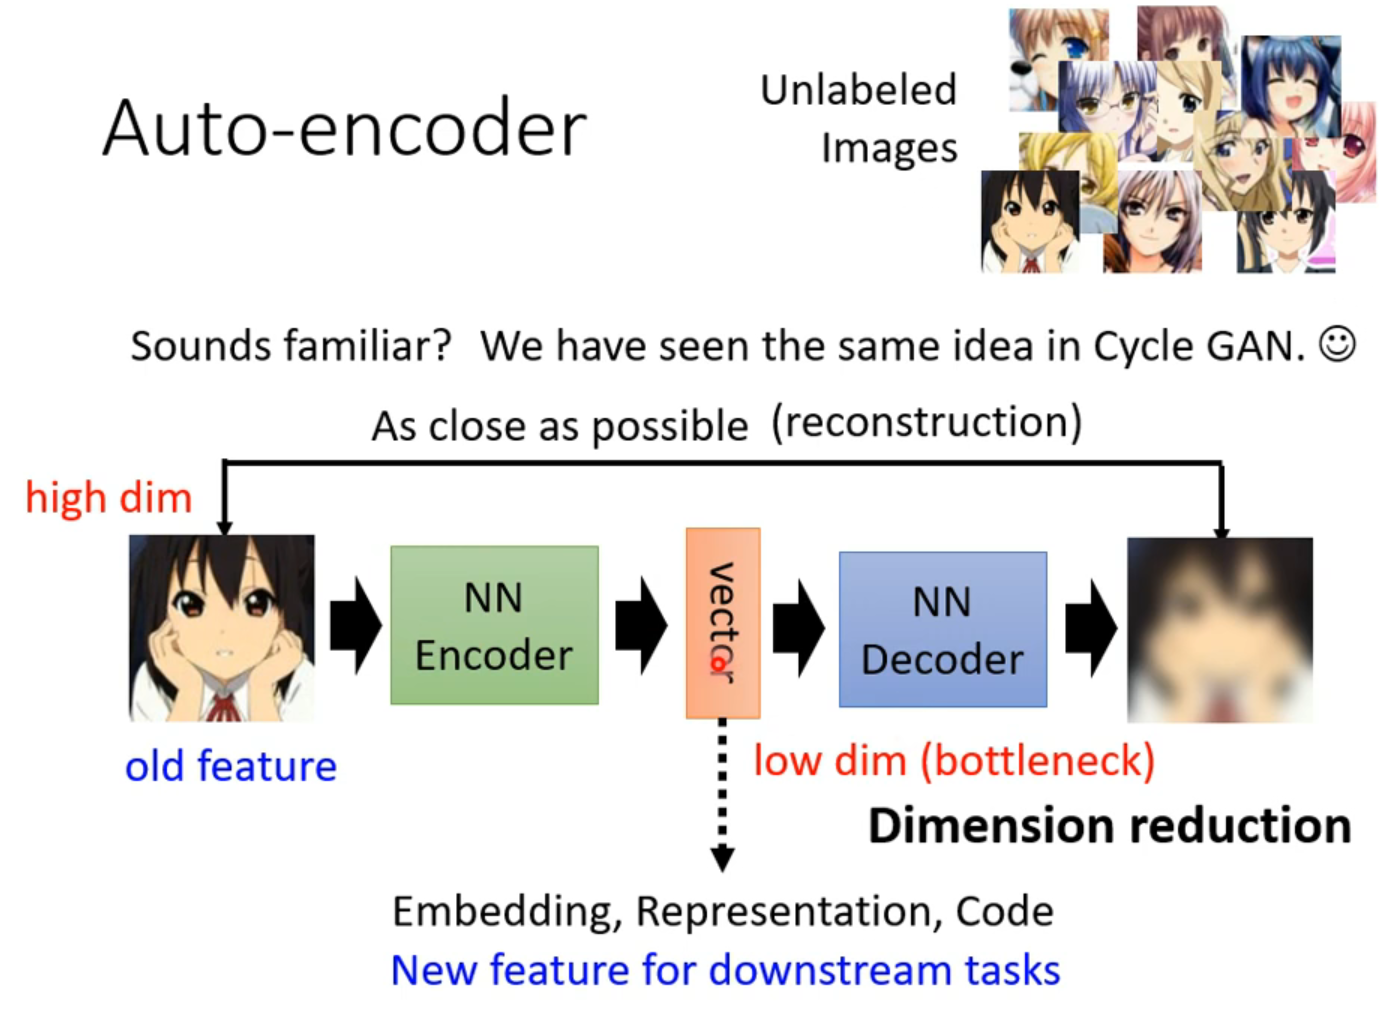 Auto-encoder
Unlabeled
Images
Sounds familiar? We have seen the same idea in Cycle GAN. ☺
As close as possible (reconstruction)
high dim
NN
Encoder
vector
NN
Decoder
old feature
low dim (bottleneck)
Dimension reduction
Embedding, Representation, Code
New feature for downstream tasks